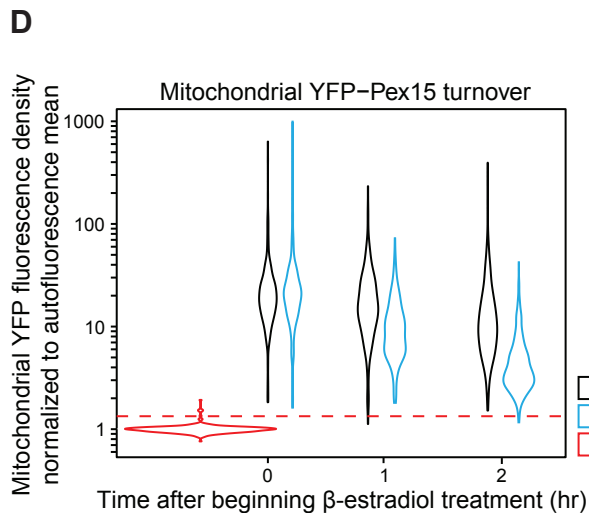 D
Mitochondrial YFP−Pex15 turnover
Mitochondrial YFP fluorescence density
normalized to autofluorescence mean
1000
100
10
1
0 1 2
Time after beginning β-estradiol treatment (hr)